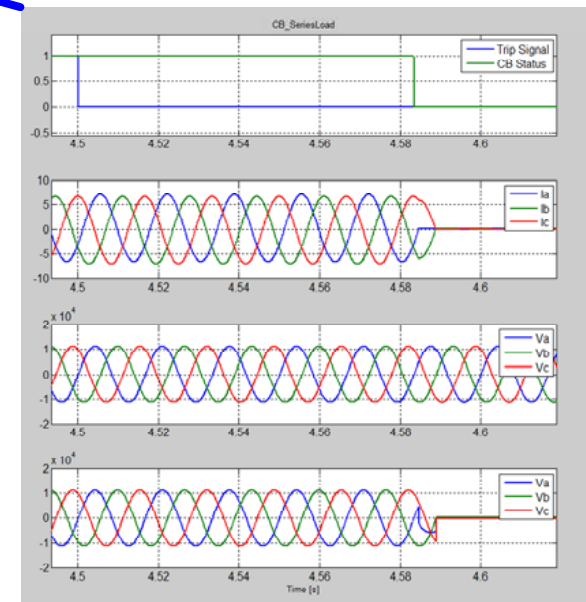 CB_SeriesLoad
Trip Signal
CB Status
1
0.5
0
-0.5
4.5 4.52 4.54 4.56 4.58 4.6
10
5
0
-5
-10
Ia
Ib
Ic
4.5 4.52 4.54 4.56 4.58 4.6
x 10^4
2
1
0
-1
-2
Va
Vb
Vc
4.5 4.52 4.54 4.56 4.58 4.6
x 10^4
2
1
0
-1
-2
Va
Vb
Vc
4.5 4.52 4.54 4.56 4.58 4.6
Time [s]